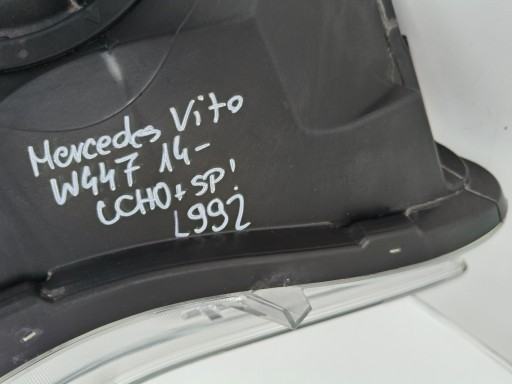 Mercedes Vito
W447 14-
CCHO+SP!
L992